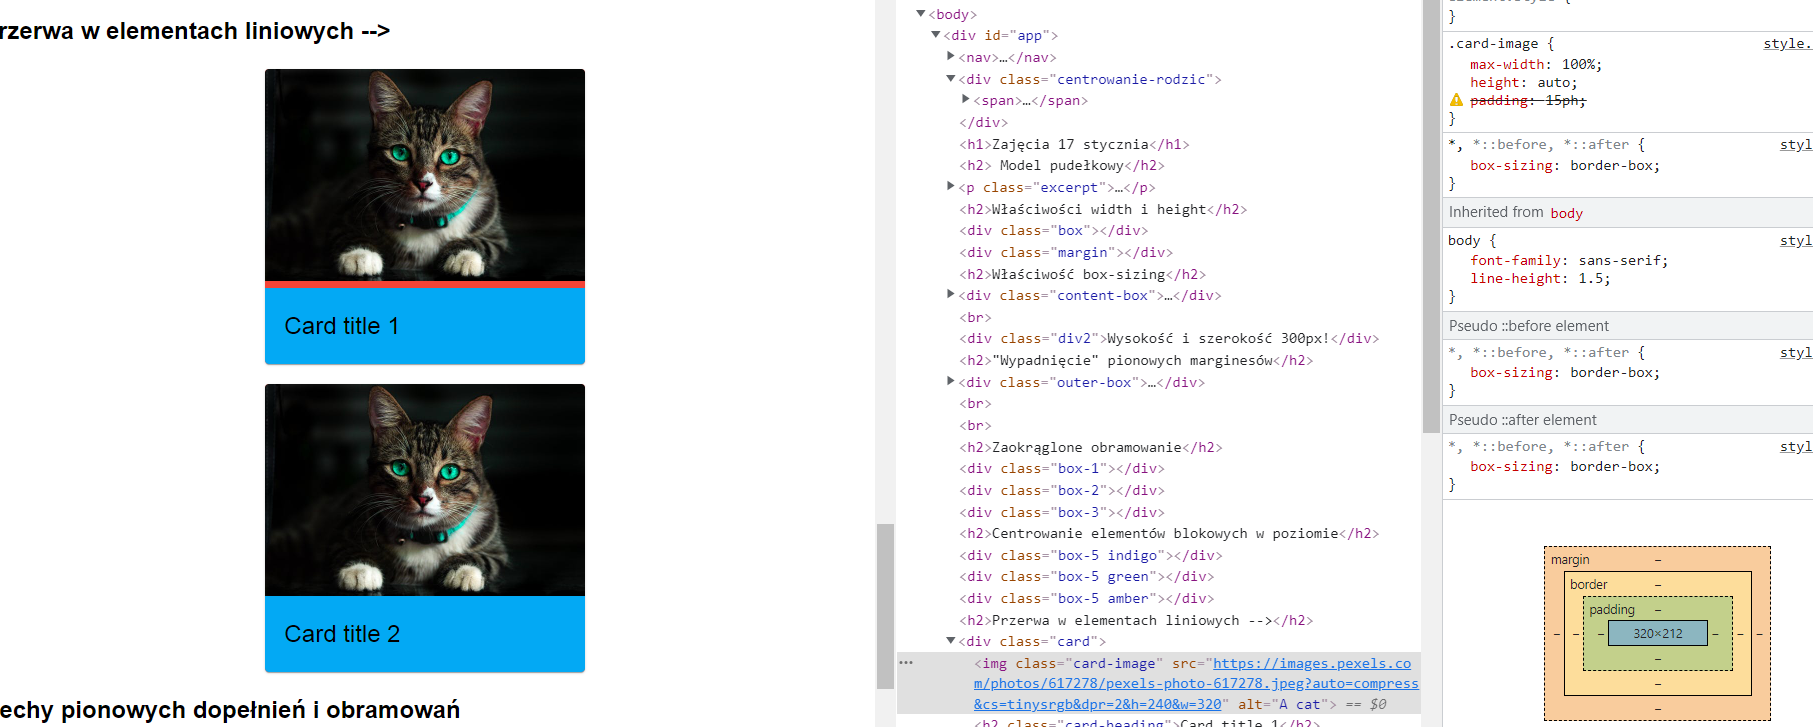 rzerwa w elementach liniowych -->
Card title 1
Card title 2
echy pionowych dopełnień i obramowań
<body>
<div id="app">
<nav>…</nav>
<div class="centrowanie-rodzic">
<span>…</span>
</div>
<h1>Zajęcia 17 stycznia</h1>
<h2> Model pudełkowy</h2>
<p class="excerpt">…</p>
<h2>Właściwości width i height</h2>
<div class="box"></div>
<div class="margin"></div>
<h2>Właściwość box-sizing</h2>
<div class="content-box">…</div>
<br>
<div class="div2">Wysokość i szerokość 300px!</div>
<h2>"Wypadnięcie" pionowych marginesów</h2>
<div class="outer-box">…</div>
<br>
<br>
<h2>Zaokrąglone obramowanie</h2>
<div class="box-1"></div>
<div class="box-2"></div>
<div class="box-3"></div>
<h2>Centrowanie elementów blokowych w poziomie</h2>
<div class="box-5 indigo"></div>
<div class="box-5 green"></div>
<div class="box-5 amber"></div>
<h2>Przerwa w elementach liniowych --></h2>
<div class="card">
<img class="card-image" src="https://images.pexels.co
m/photos/617278/pexels-photo-617278.jpeg?auto=compress
&cs=tinysrgb&dpr=2&h=240&w=320" alt="A cat"> == $0
<h2 class="card-heading">Card title 1</h2>
}
.card-image { style.
max-width: 100%;
height: auto;
padding: 15ph;
}
*, *::before, *::after { styl
box-sizing: border-box;
}
Inherited from body
body { styl
font-family: sans-serif;
line-height: 1.5;
}
Pseudo ::before element
*, *::before, *::after { styl
box-sizing: border-box;
}
Pseudo ::after element
*, *::before, *::after { styl
box-sizing: border-box;
}
margin –
border –
padding –
– – – 320×212 – – –
–
–
–